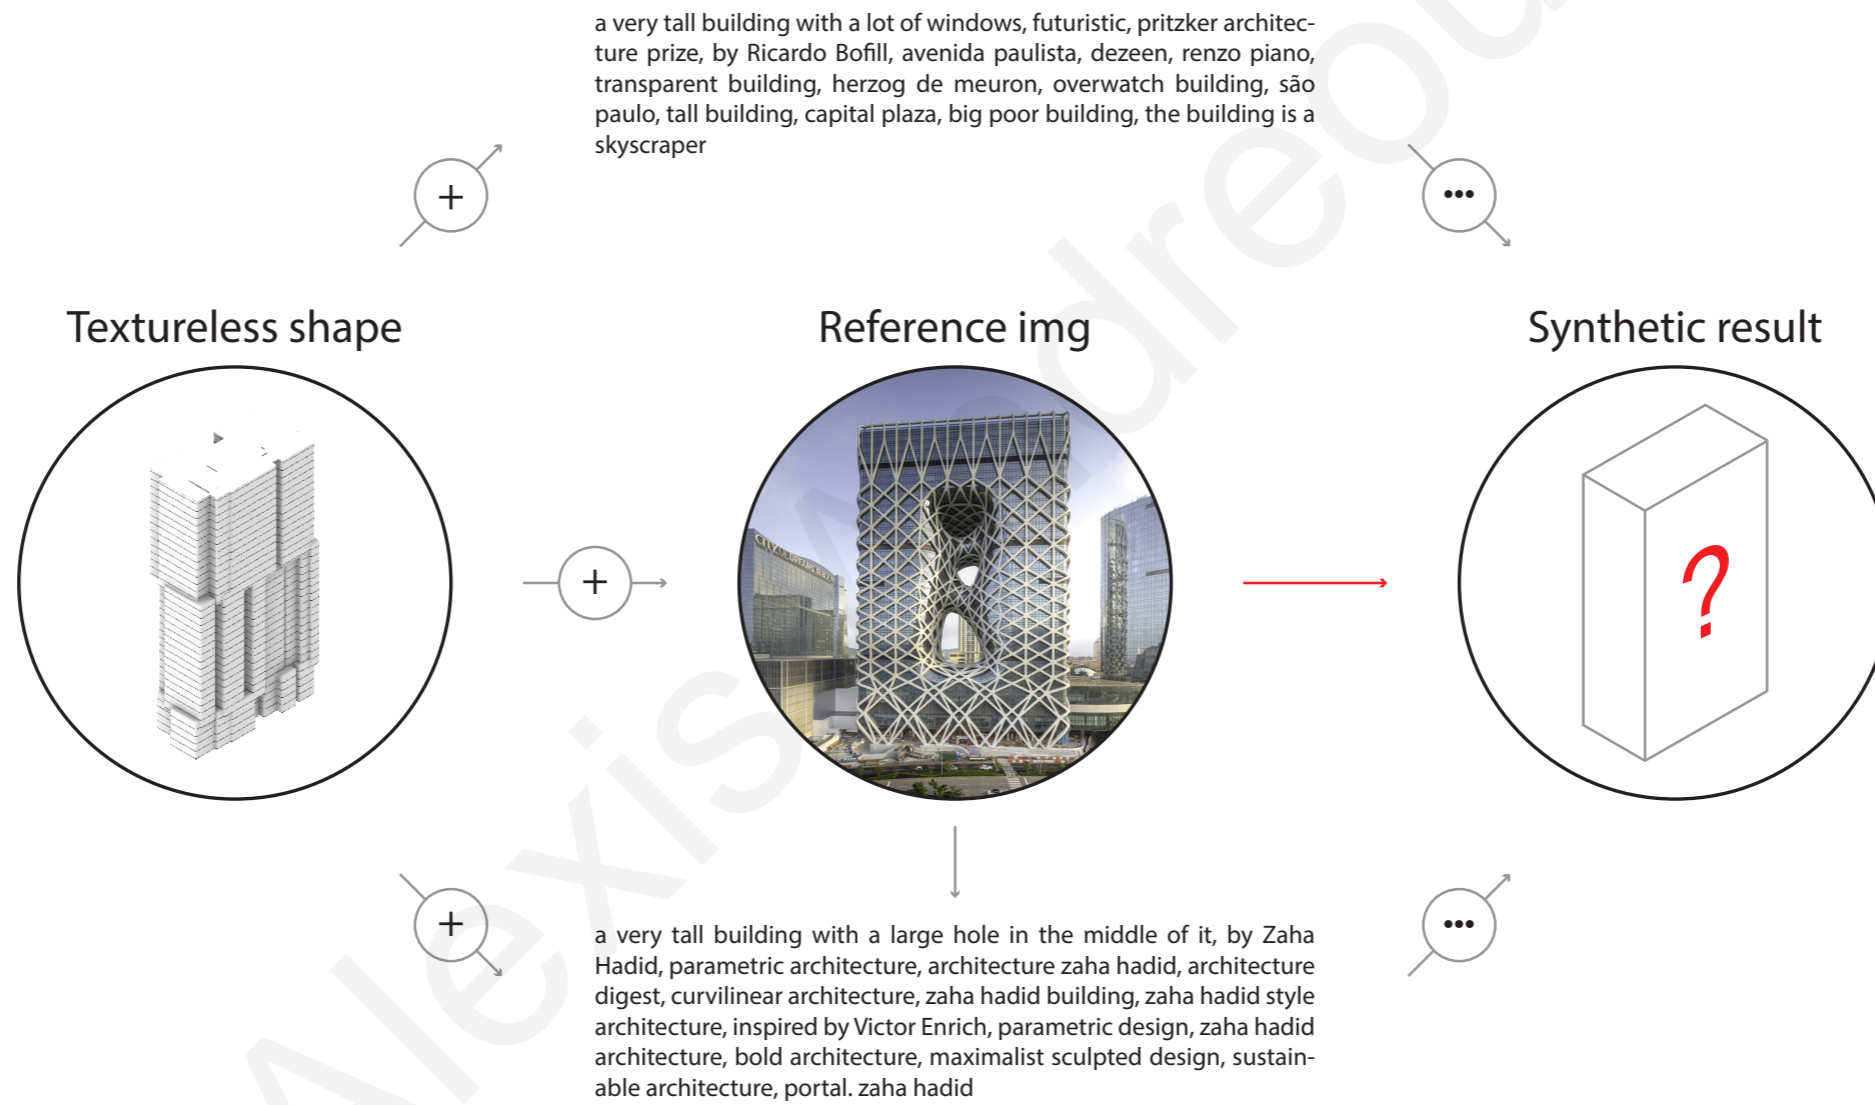 a very tall building with a lot of windows, futuristic, pritzker architec-
ture prize, by Ricardo Bofill, avenida paulista, dezeen, renzo piano,
transparent building, herzog de meuron, overwatch building, são
paulo, tall building, capital plaza, big poor building, the building is a
skyscraper
+
•••
Textureless shape
Reference img
Synthetic result
CITY OF DREAMS
+
?
+
•••
a very tall building with a large hole in the middle of it, by Zaha
Hadid, parametric architecture, architecture zaha hadid, architecture
digest, curvilinear architecture, zaha hadid building, zaha hadid style
architecture, inspired by Victor Enrich, parametric design, zaha hadid
architecture, bold architecture, maximalist sculpted design, sustain-
able architecture, portal. zaha hadid